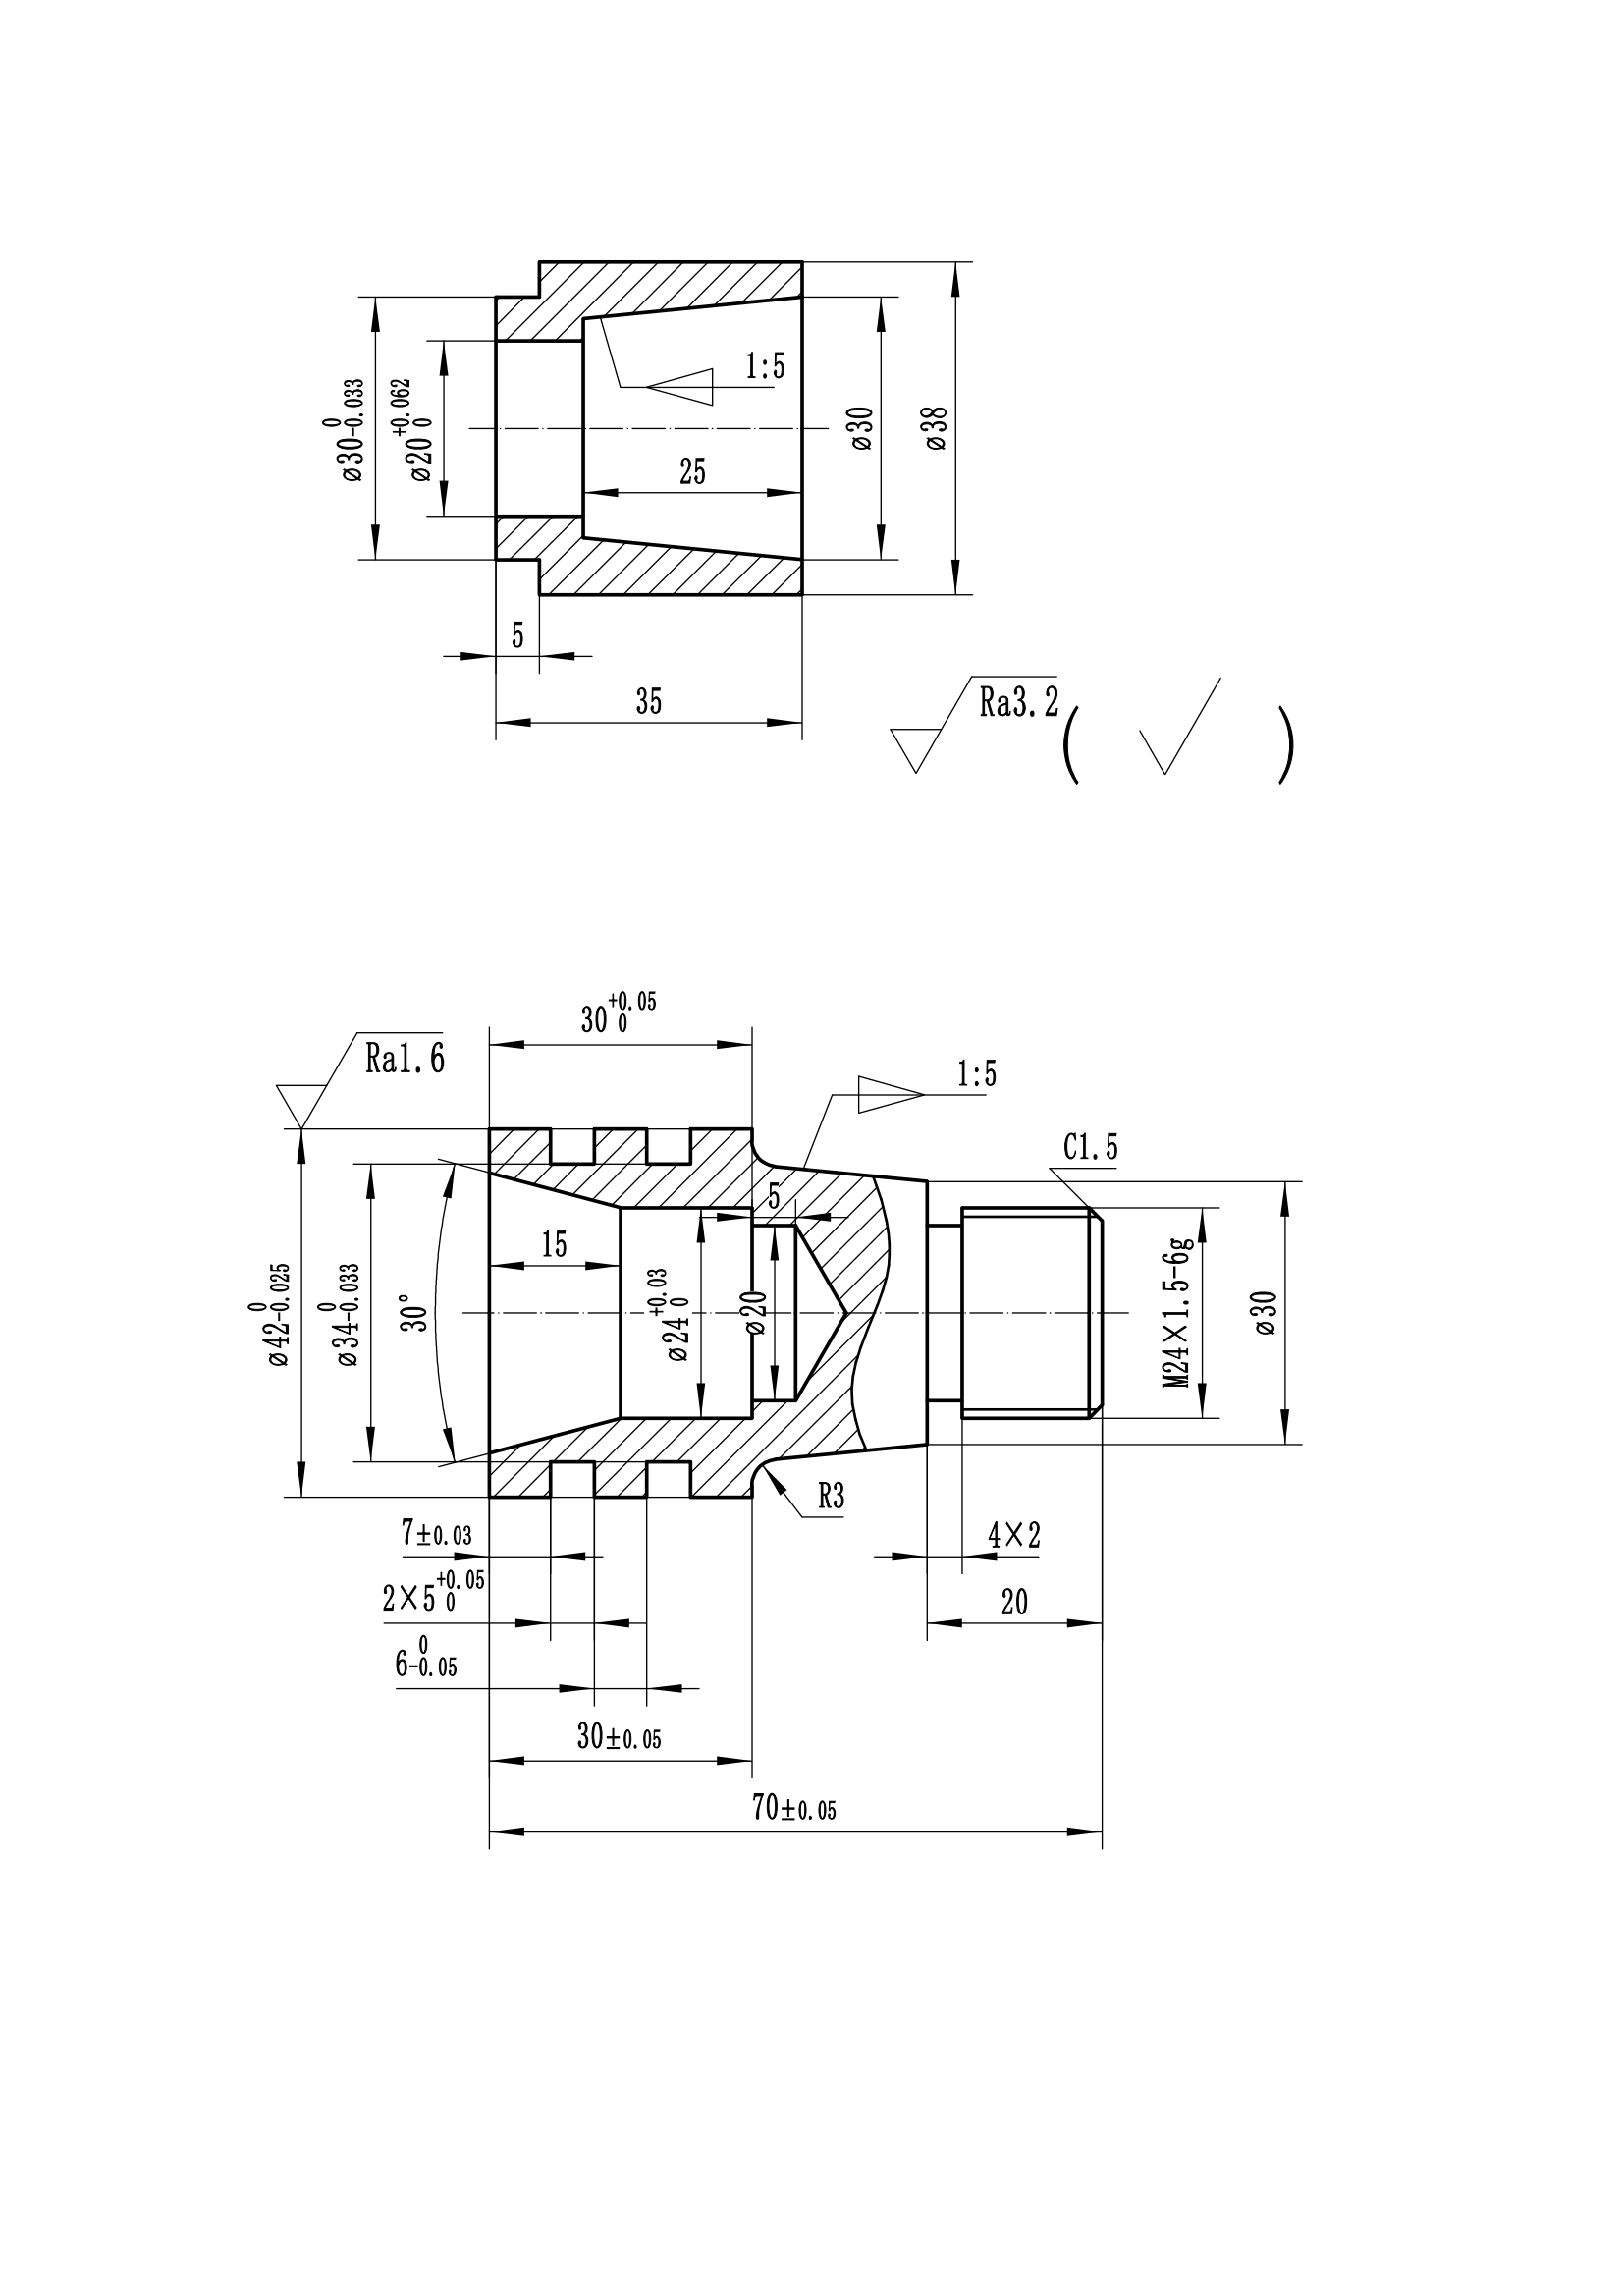 1:5
ø30 0 -0.033
ø20 +0.062 0
ø30
ø38
25
5
35
Ra3.2
( )
30 +0.05 0
Ra1.6
1:5
C1.5
5
15
ø42 0 -0.025
ø34 0 -0.033
30°
ø24 +0.03 0
ø20
M24×1.5-6g
ø30
R3
7±0.03
4×2
2×5 +0.05 0
20
6 0 -0.05
30±0.05
70±0.05